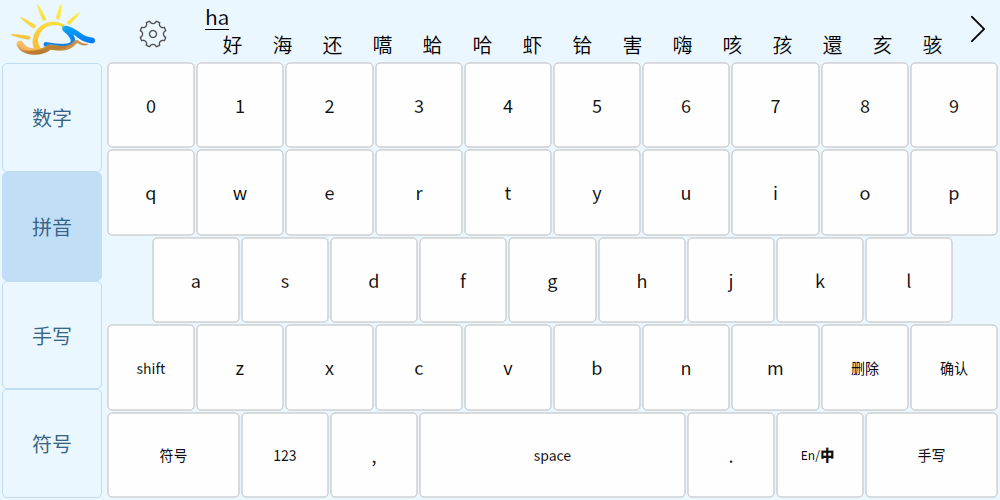 ha
好 海 还 嚆 蛤 哈 虾 铪 害 嗨 咳 孩 還 亥 骇
数字
拼音
手写
符号
0 1 2 3 4 5 6 7 8 9
q w e r t y u i o p
a s d f g h j k l
shift z x c v b n m 删除 确认
符号 123 , space . En/中 手写